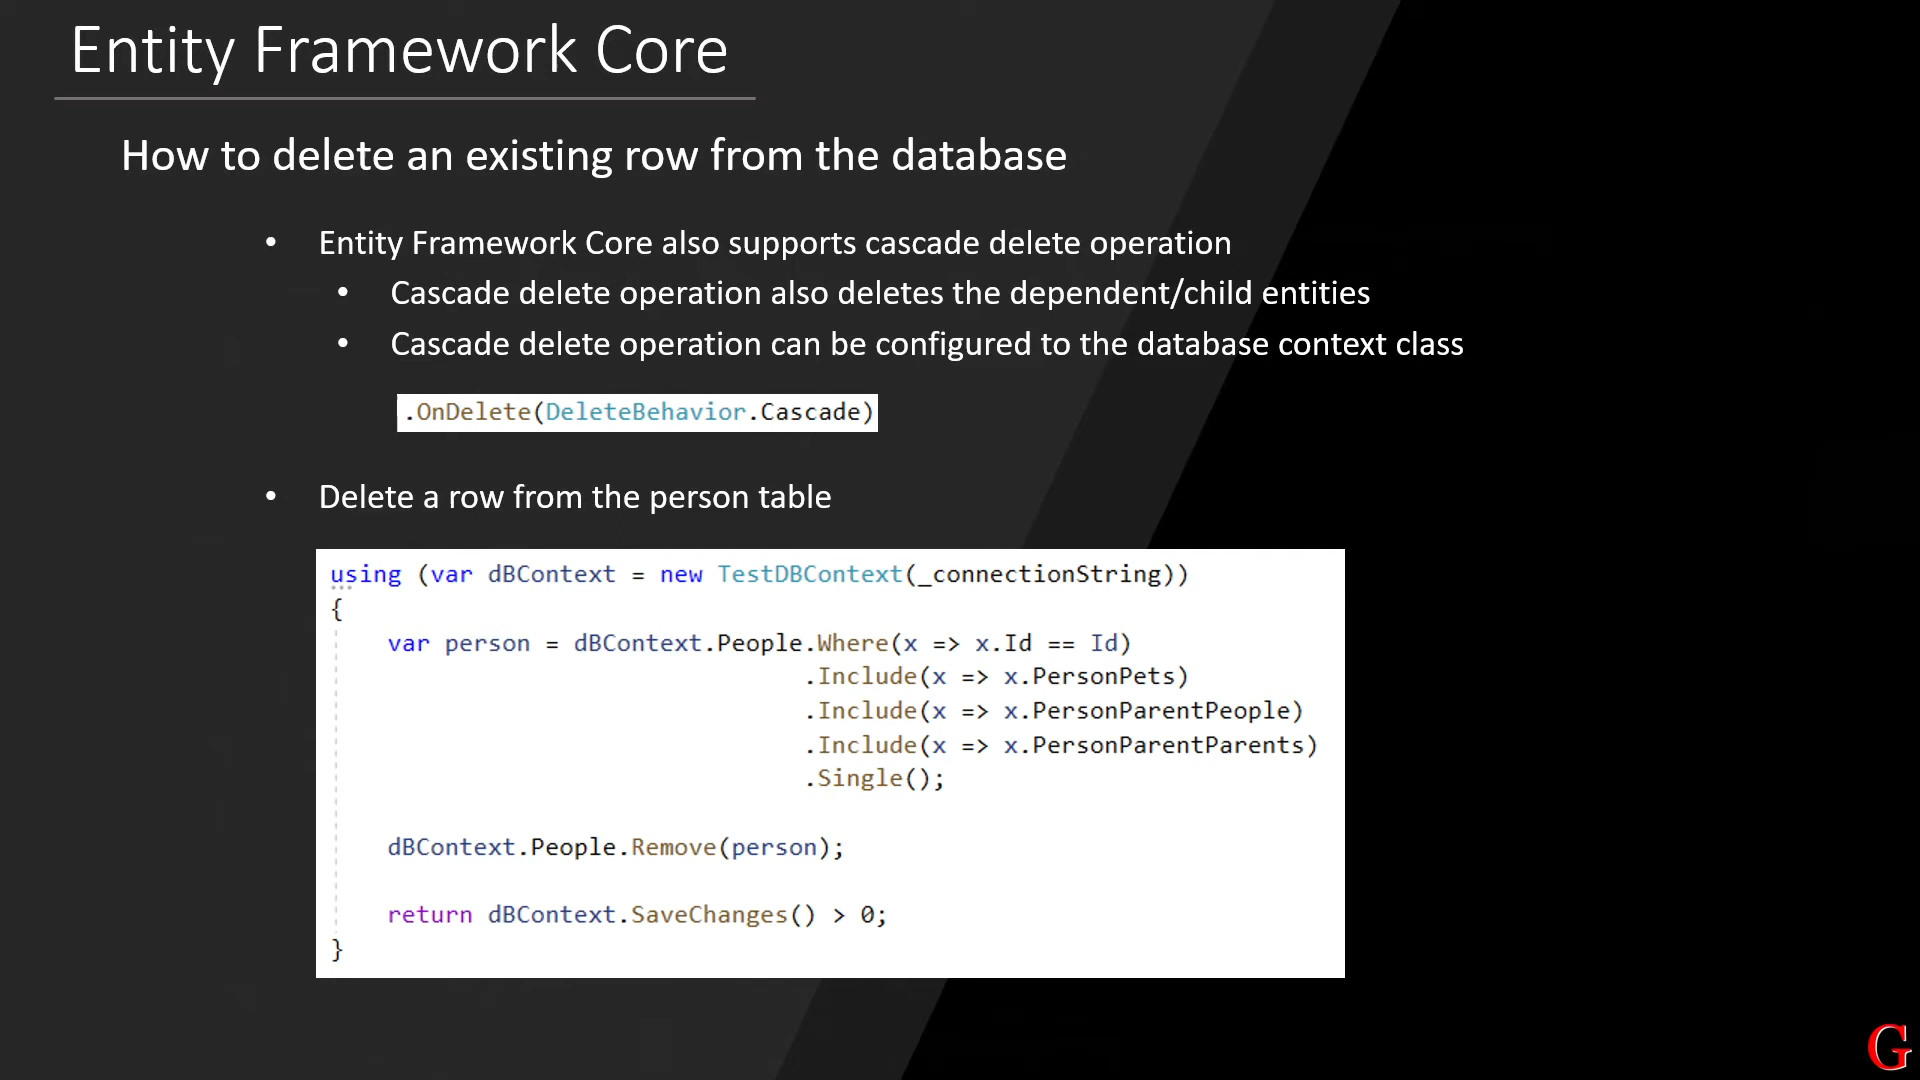 Entity Framework Core
How to delete an existing row from the database
• Entity Framework Core also supports cascade delete operation
• Cascade delete operation also deletes the dependent/child entities
• Cascade delete operation can be configured to the database context class
.OnDelete(DeleteBehavior.Cascade)
• Delete a row from the person table
using (var dBContext = new TestDBContext(_connectionString))
{
    var person = dBContext.People.Where(x => x.Id == Id)
                                 .Include(x => x.PersonPets)
                                 .Include(x => x.PersonParentPeople)
                                 .Include(x => x.PersonParentParents)
                                 .Single();
    dBContext.People.Remove(person);
    return dBContext.SaveChanges() > 0;
}
G